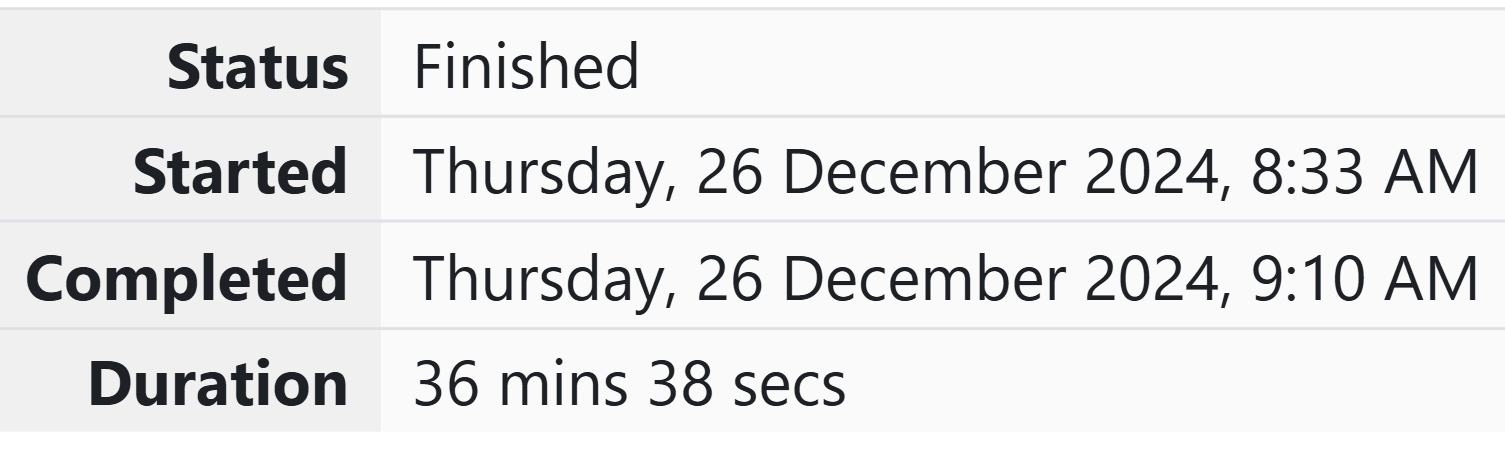 Status Finished
Started Thursday, 26 December 2024, 8:33 AM
Completed Thursday, 26 December 2024, 9:10 AM
Duration 36 mins 38 secs